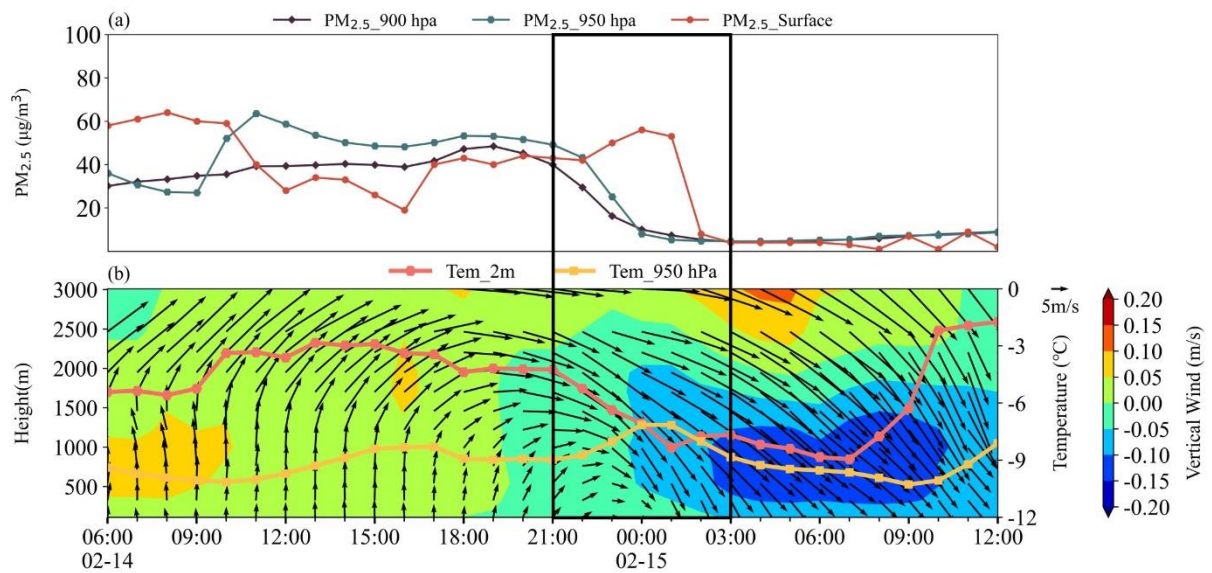 (a)
PM2.5_900 hpa PM2.5_950 hpa PM2.5_Surface
PM2.5 (μg/m³)
100
80
60
40
20
(b)
Tem_2m Tem_950 hPa
Height(m)
3000
2500
2000
1500
1000
500
0
-3
-6
-9
-12
Temperature (℃)
5m/s
0.20
0.15
0.10
0.05
0.00
-0.05
-0.10
-0.15
-0.20
Vertical Wind (m/s)
06:00 09:00 12:00 15:00 18:00 21:00 00:00 03:00 06:00 09:00 12:00
02-14 02-15